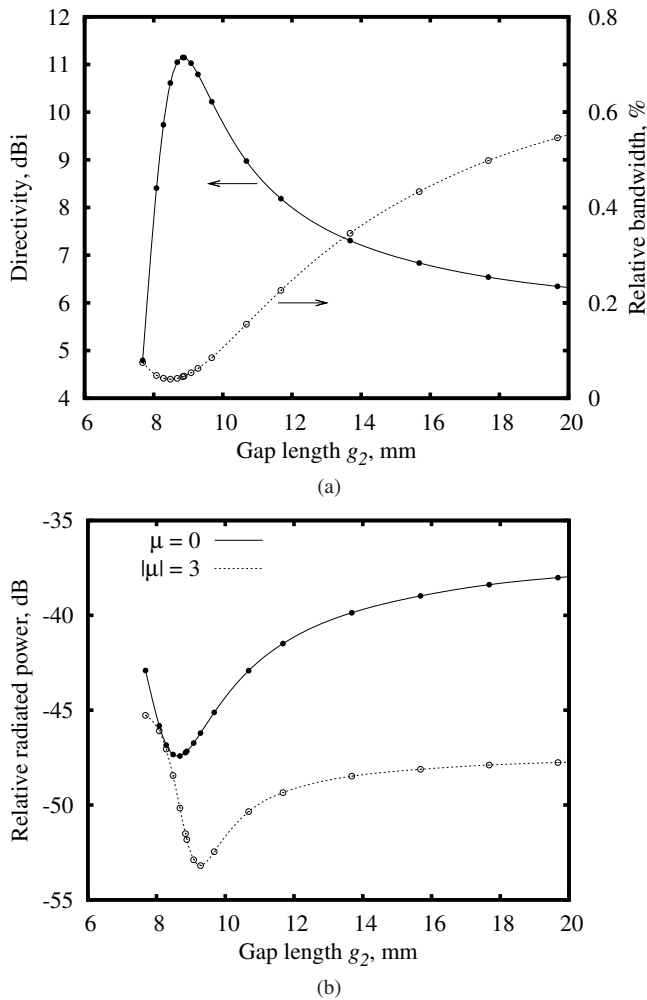 12
11
10
9
8
7
6
5
4
Directivity, dBi
0.8
0.6
0.4
0.2
0
Relative bandwidth, %
6 8 10 12 14 16 18 20
Gap length g2, mm
(a)
-35
-40
-45
-50
-55
Relative radiated power, dB
μ = 0
|μ| = 3
6 8 10 12 14 16 18 20
Gap length g2, mm
(b)